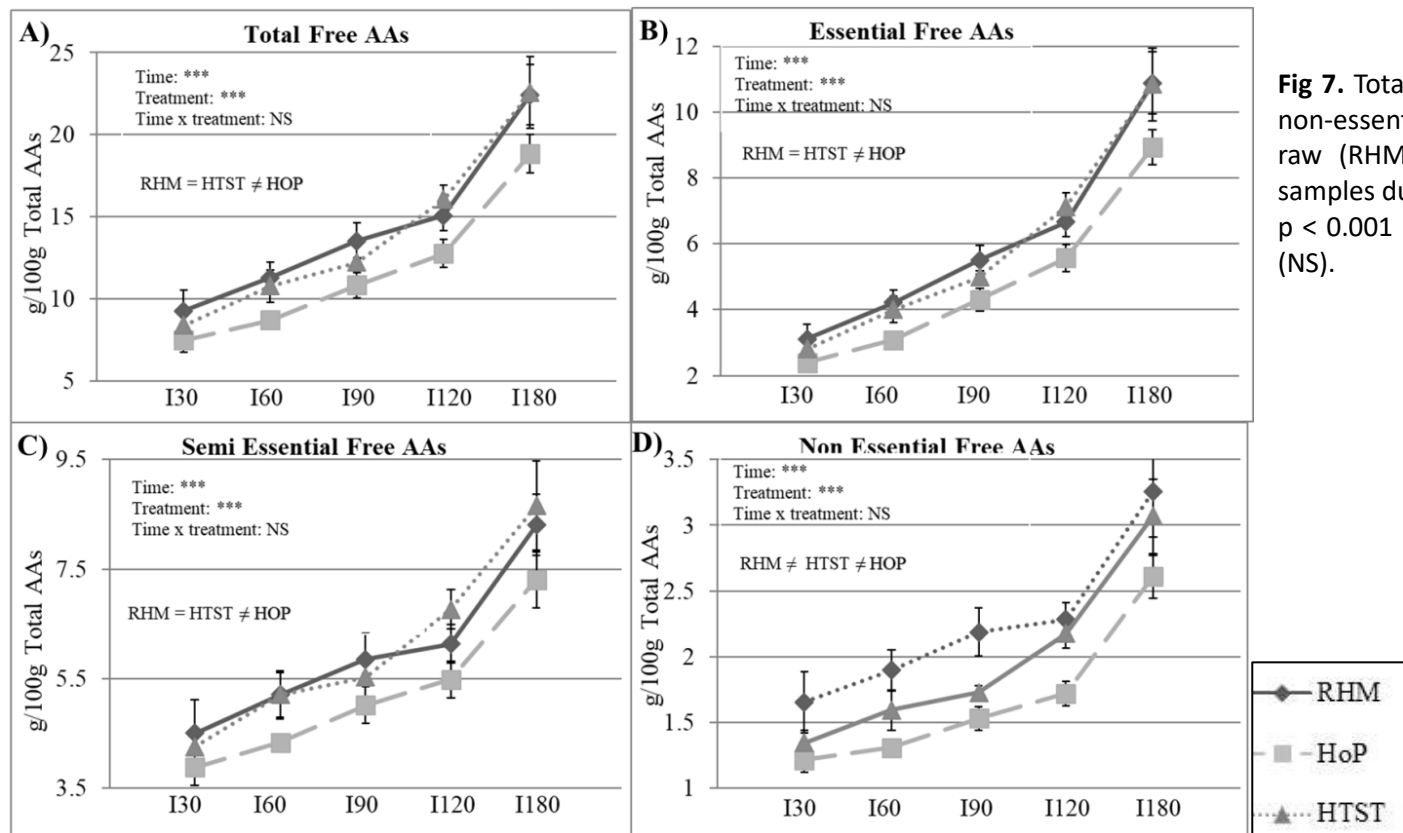 A)
Total Free AAs
25
20
15
10
5
g/100g Total AAs
Time: ***
Treatment: ***
Time x treatment: NS
RHM = HTST ≠ HOP
I30 I60 I90 I120 I180
B)
Essential Free AAs
12
10
8
6
4
2
g/100g Total AAs
Time: ***
Treatment: ***
Time x treatment: NS
RHM = HTST ≠ HOP
I30 I60 I90 I120 I180
Fig 7. Tota
non-essent
raw (RHM
samples du
p < 0.001
(NS).
C)
Semi Essential Free AAs
9.5
7.5
5.5
3.5
g/100g Total AAs
Time: ***
Treatment: ***
Time x treatment: NS
RHM = HTST ≠ HOP
I30 I60 I90 I120 I180
D)
Non Essential Free AAs
3.5
3
2.5
2
1.5
1
g/100g Total AAs
Time: ***
Treatment: ***
Time x treatment: NS
RHM ≠ HTST ≠ HOP
I30 I60 I90 I120 I180
RHM
HoP
HTST